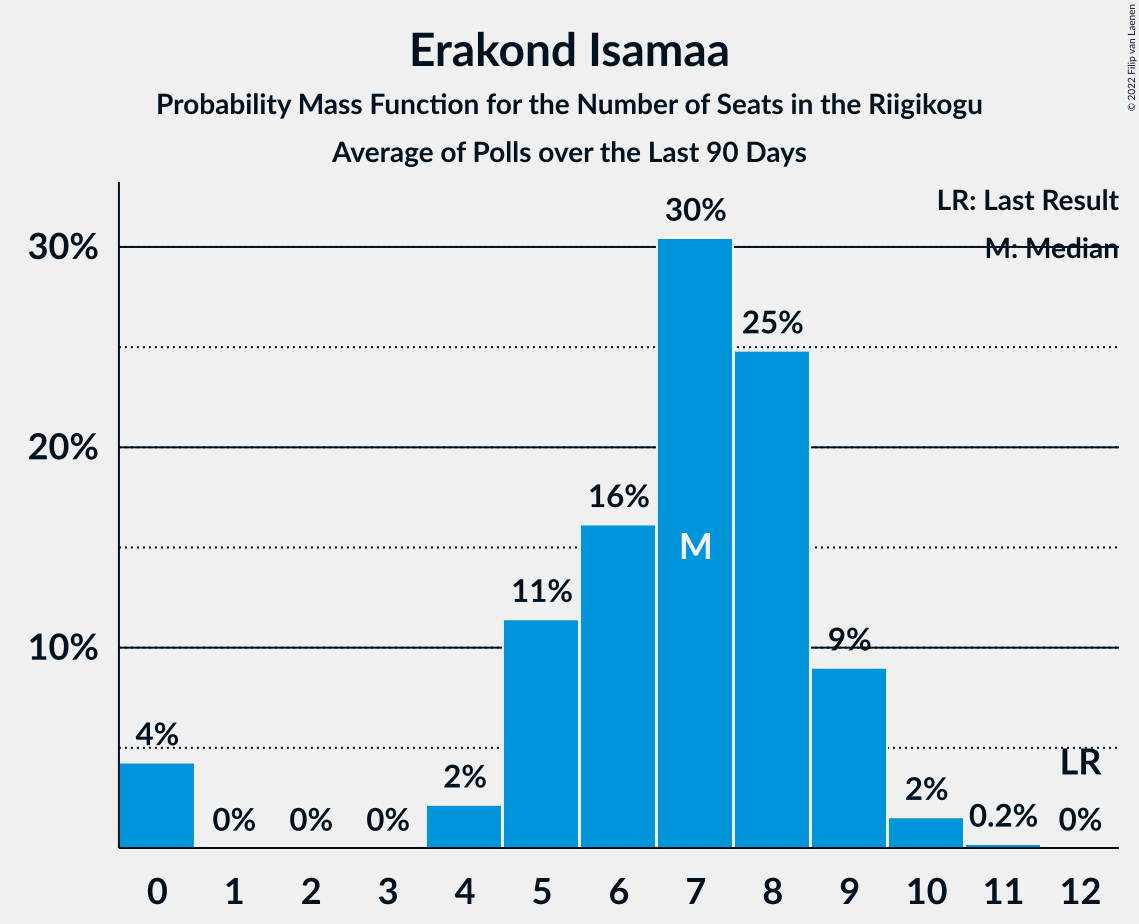 Erakond Isamaa
Probability Mass Function for the Number of Seats in the Riigikogu
Average of Polls over the Last 90 Days
© 2022 Filip van Laenen
LR: Last Result
M: Median
30%
20%
10%
4%
0%
0%
0%
2%
11%
16%
30%
M
25%
9%
2%
0.2%
LR
0%
0 1 2 3 4 5 6 7 8 9 10 11 12